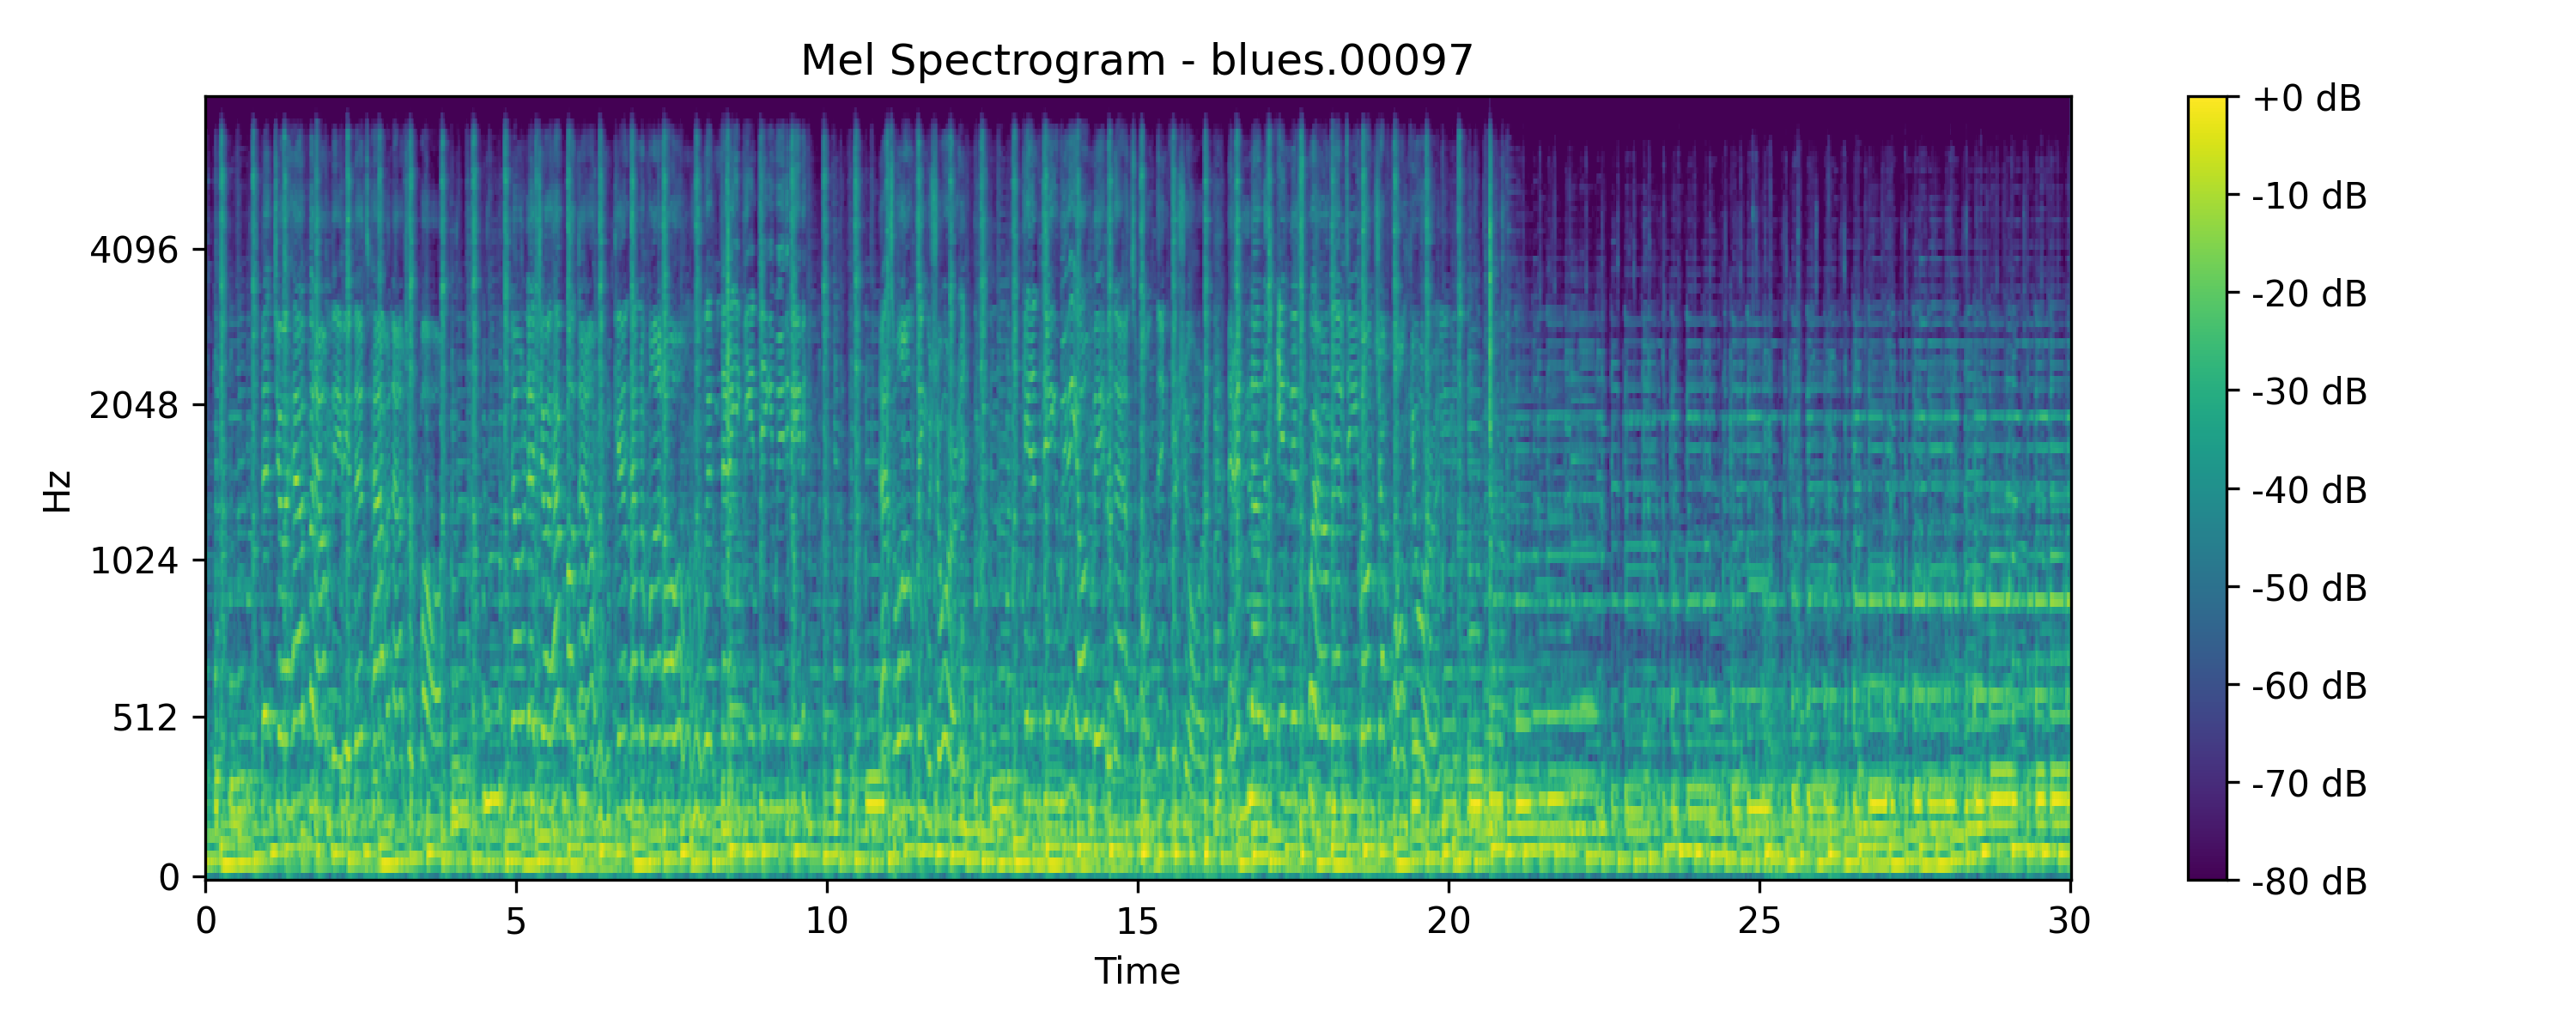 Mel Spectrogram - blues.00097
Hz
4096
2048
1024
512
0
0 5 10 15 20 25 30
Time
+0 dB
-10 dB
-20 dB
-30 dB
-40 dB
-50 dB
-60 dB
-70 dB
-80 dB